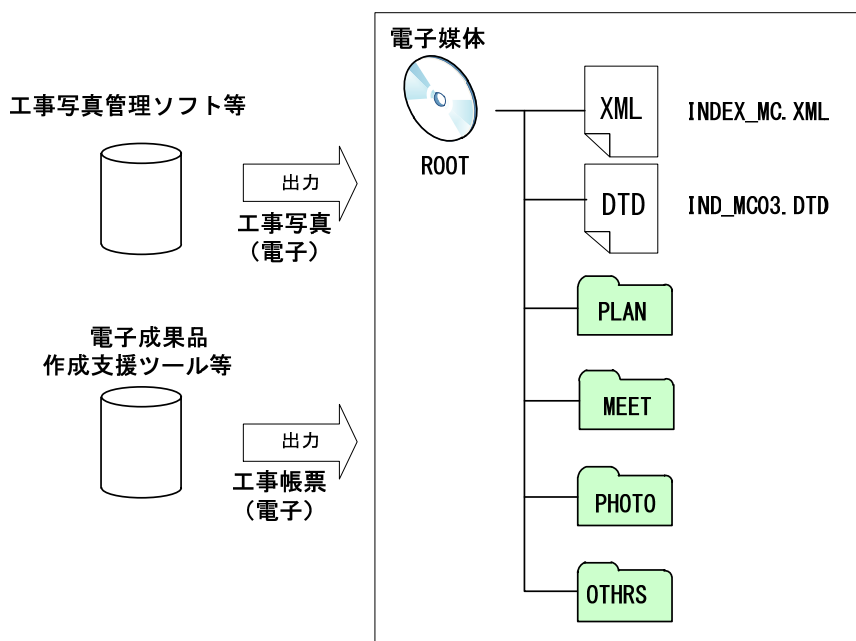 工事写真管理ソフト等
出力
工事写真
（電子）
電子成果品
作成支援ツール等
出力
工事帳票
（電子）
電子媒体
ROOT
XML
INDEX_MC.XML
DTD
IND_MC03.DTD
PLAN
MEET
PHOTO
OTHRS